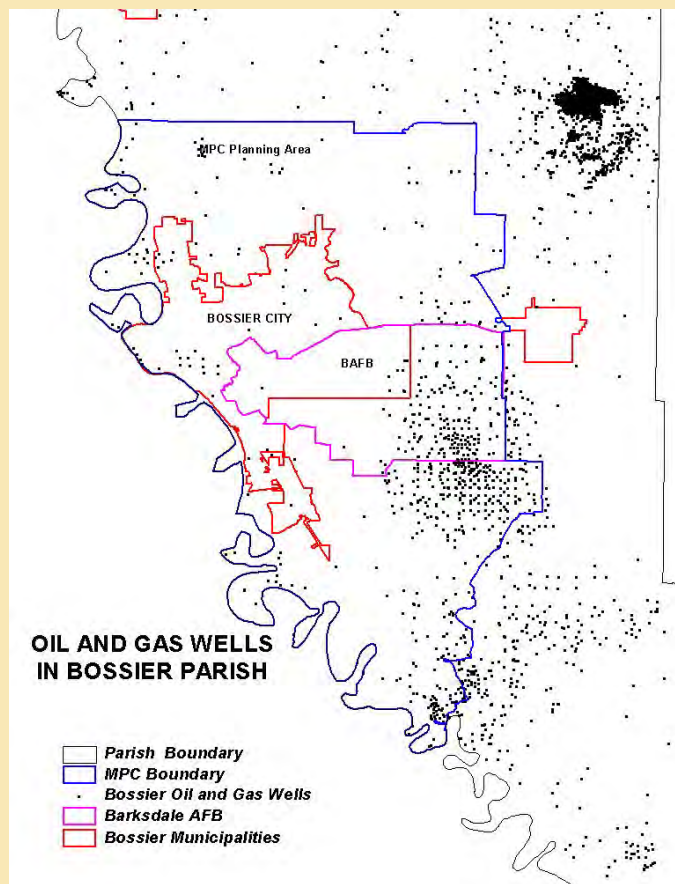 MPC Planning Area
BOSSIER CITY
BAFB
OIL AND GAS WELLS
IN BOSSIER PARISH
Parish Boundary
MPC Boundary
Bossier Oil and Gas Wells
Barksdale AFB
Bossier Municipalities